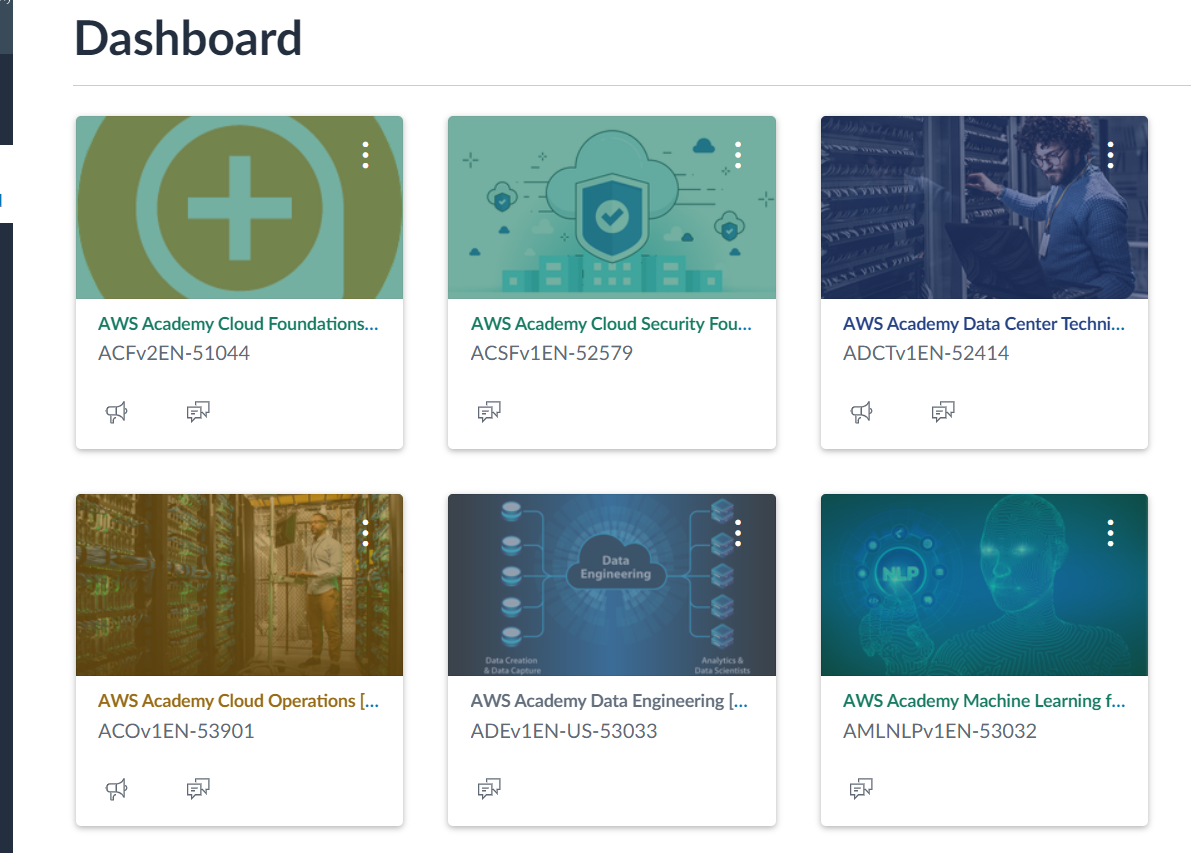 Dashboard
AWS Academy Cloud Foundations...
ACFv2EN-51044
AWS Academy Cloud Security Fou...
ACSFv1EN-52579
AWS Academy Data Center Techni...
ADCTv1EN-52414
Data
Engineering
Data Creation
& Data Capture
Analytics &
Data Scientists
NLP
AWS Academy Cloud Operations [...
ACOv1EN-53901
AWS Academy Data Engineering [...
ADEv1EN-US-53033
AWS Academy Machine Learning f...
AMLNLPv1EN-53032